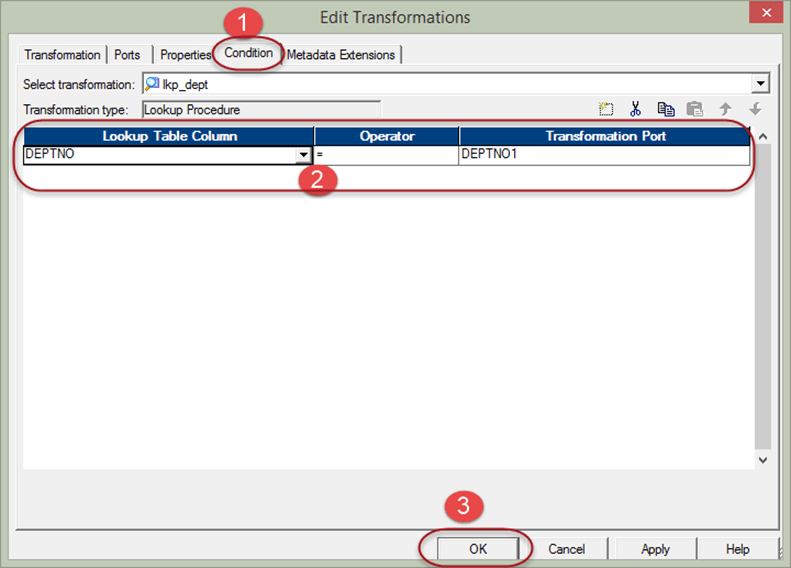 Edit Transformations
1
Transformation Ports Properties Condition Metadata Extensions
Select transformation: lkp_dept
Transformation type: Lookup Procedure
Lookup Table Column Operator Transformation Port
DEPTNO = DEPTNO1
2
3
OK Cancel Apply Help